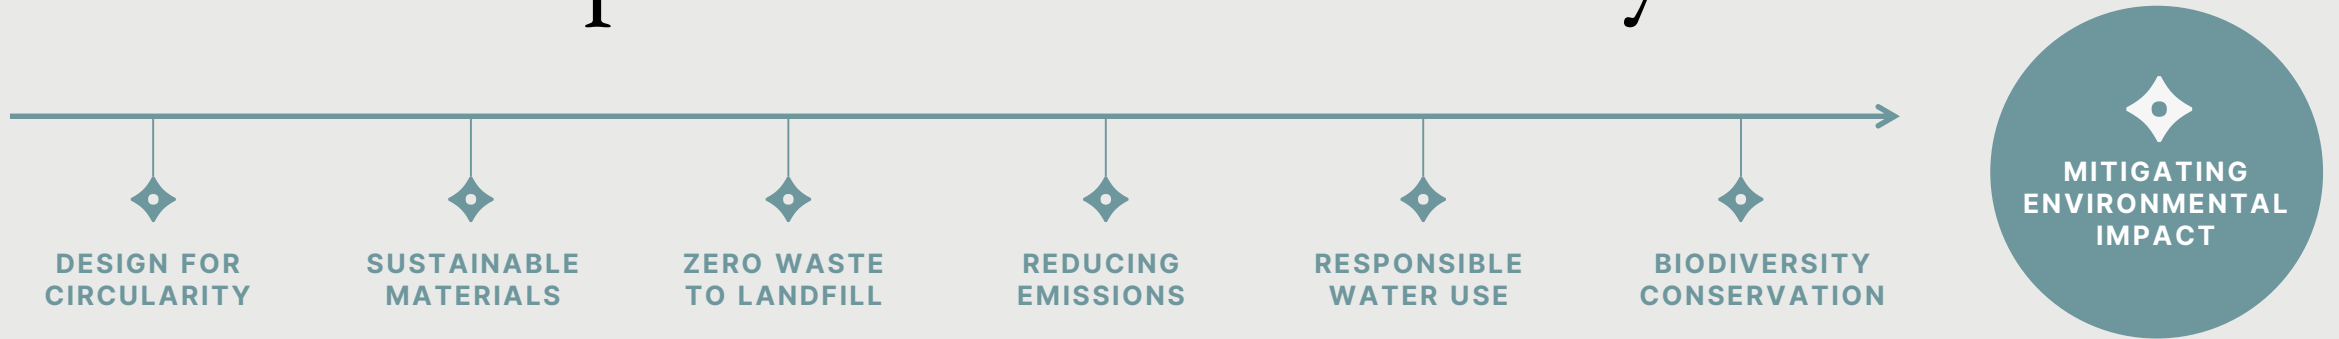 DESIGN FOR
CIRCULARITY
SUSTAINABLE
MATERIALS
ZERO WASTE
TO LANDFILL
REDUCING
EMISSIONS
RESPONSIBLE
WATER USE
BIODIVERSITY
CONSERVATION
MITIGATING
ENVIRONMENTAL
IMPACT